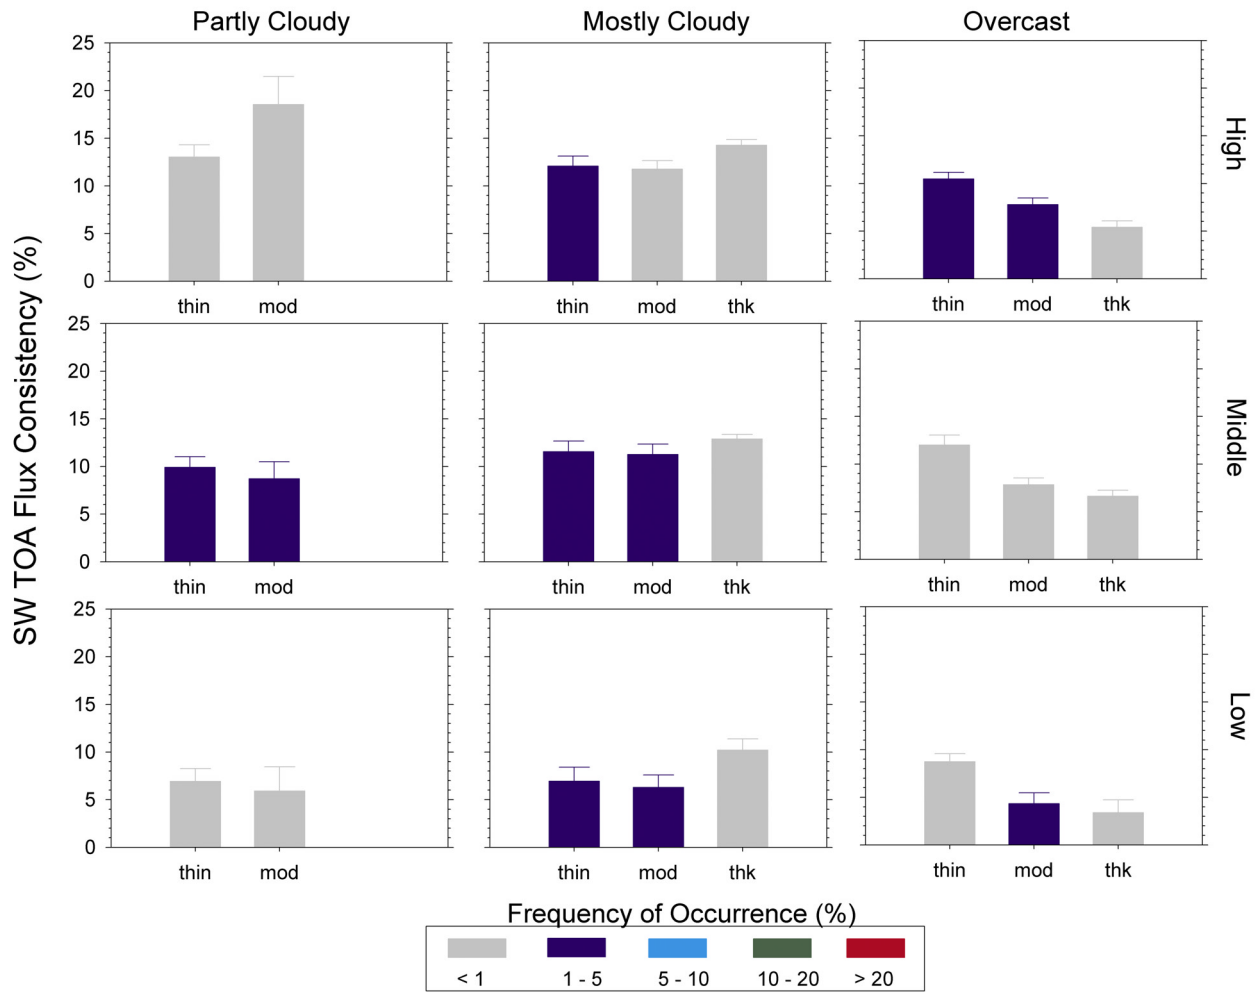 Partly Cloudy Mostly Cloudy Overcast
SW TOA Flux Consistency (%)
25
20
15
10
5
0
thin mod
thin mod thk
thin mod thk
High
25
20
15
10
5
0
thin mod
thin mod thk
thin mod thk
Middle
25
20
15
10
5
0
thin mod
thin mod thk
thin mod thk
Low
Frequency of Occurrence (%)
< 1 1 - 5 5 - 10 10 - 20 > 20